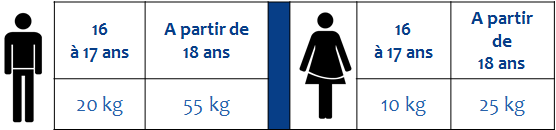 16
à 17 ans
A partir de
18 ans
16
à 17 ans
A partir
de
18 ans
20 kg
55 kg
10 kg
25 kg